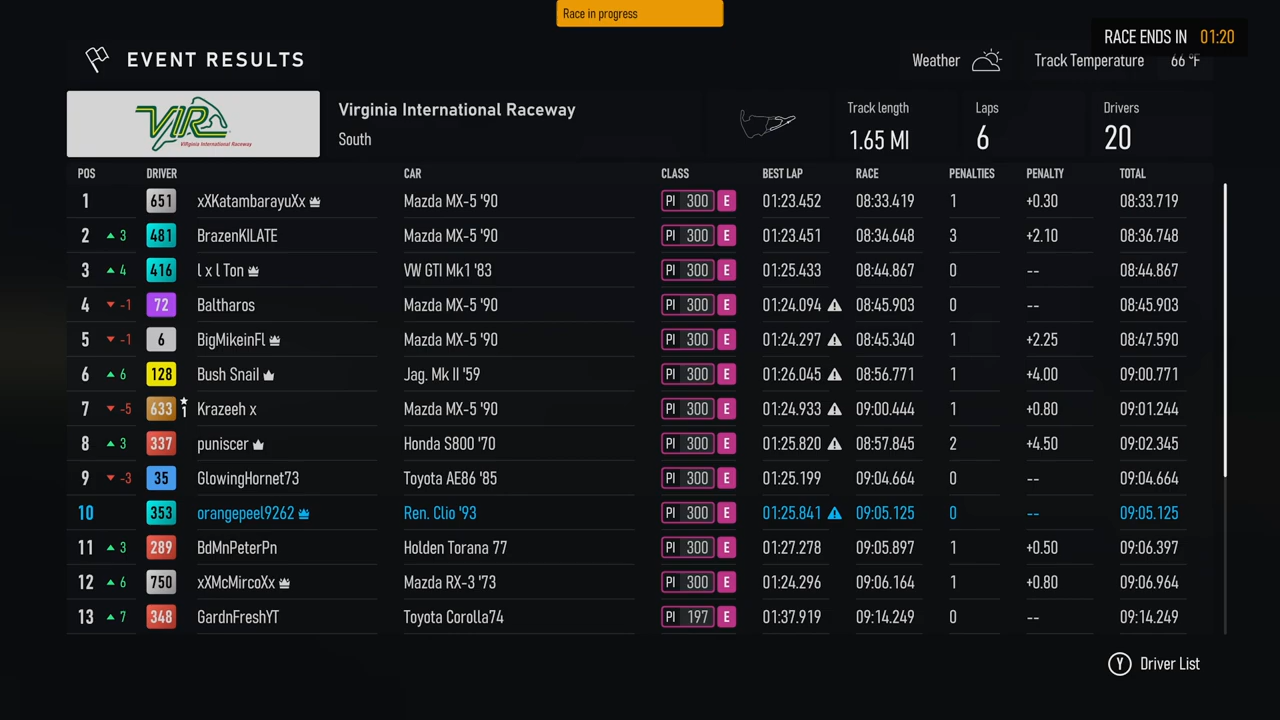 Race in progress
RACE ENDS IN 01:20
EVENT RESULTS
Weather Track Temperature 66 °F
VIR
Virginia International Raceway
Virginia International Raceway
South
Track length 1.65 MI
Laps 6
Drivers 20
POS DRIVER CAR CLASS BEST LAP RACE PENALTIES PENALTY TOTAL
1 651 xXKatambarayuXx Mazda MX-5 '90 PI 300 E 01:23.452 08:33.419 1 +0.30 08:33.719
2 3 481 BrazenKILATE Mazda MX-5 '90 PI 300 E 01:23.451 08:34.648 3 +2.10 08:36.748
3 4 416 l x l Ton VW GTI Mk1 '83 PI 300 E 01:25.433 08:44.867 0 -- 08:44.867
4 -1 72 Baltharos Mazda MX-5 '90 PI 300 E 01:24.094 08:45.903 0 -- 08:45.903
5 -1 6 BigMikeinFl Mazda MX-5 '90 PI 300 E 01:24.297 08:45.340 1 +2.25 08:47.590
6 6 128 Bush Snail Jag. Mk II '59 PI 300 E 01:26.045 08:56.771 1 +4.00 09:00.771
7 -5 633 1 Krazeeh x Mazda MX-5 '90 PI 300 E 01:24.933 09:00.444 1 +0.80 09:01.244
8 3 337 puniscer Honda S800 '70 PI 300 E 01:25.820 08:57.845 2 +4.50 09:02.345
9 -3 35 GlowingHornet73 Toyota AE86 '85 PI 300 E 01:25.199 09:04.664 0 -- 09:04.664
10 353 orangepeel9262 Ren. Clio '93 PI 300 E 01:25.841 09:05.125 0 -- 09:05.125
11 3 289 BdMnPeterPn Holden Torana 77 PI 300 E 01:27.278 09:05.897 1 +0.50 09:06.397
12 6 750 xXMcMircoXx Mazda RX-3 '73 PI 300 E 01:24.296 09:06.164 1 +0.80 09:06.964
13 7 348 GardnFreshYT Toyota Corolla74 PI 197 E 01:37.919 09:14.249 0 -- 09:14.249
Y Driver List